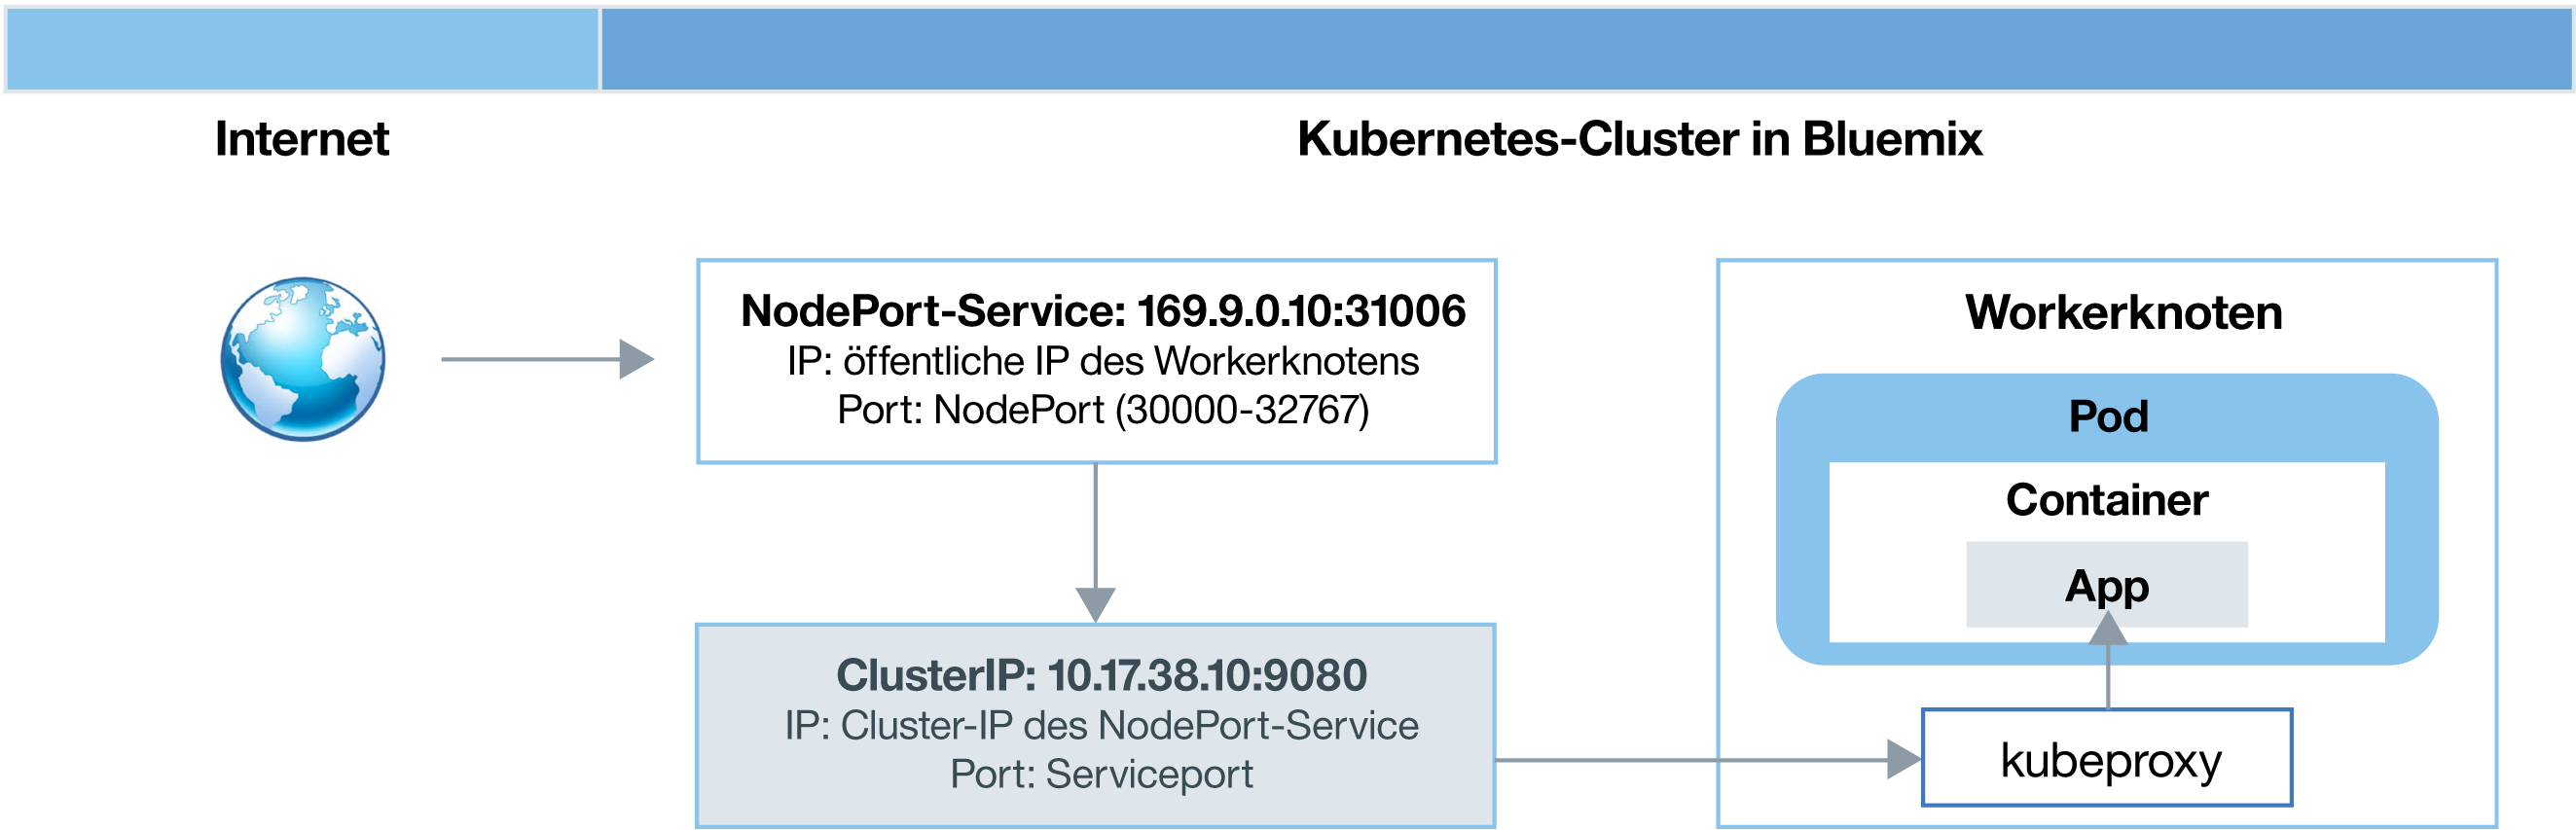 Internet
Kubernetes-Cluster in Bluemix
NodePort-Service: 169.9.0.10:31006
IP: öffentliche IP des Workerknotens
Port: NodePort (30000-32767)
ClusterIP: 10.17.38.10:9080
IP: Cluster-IP des NodePort-Service
Port: Serviceport
Workerknoten
Pod
Container
App
kubeproxy